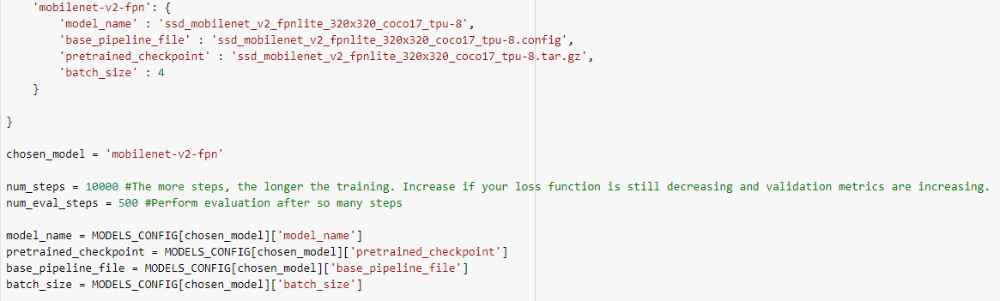 'mobilenet-v2-fpn': {
'model_name' : 'ssd_mobilenet_v2_fpnlite_320x320_coco17_tpu-8',
'base_pipeline_file' : 'ssd_mobilenet_v2_fpnlite_320x320_coco17_tpu-8.config',
'pretrained_checkpoint' : 'ssd_mobilenet_v2_fpnlite_320x320_coco17_tpu-8.tar.gz',
'batch_size' : 4
}
}
chosen_model = 'mobilenet-v2-fpn'
num_steps = 10000 #The more steps, the longer the training. Increase if your loss function is still decreasing and validation metrics are increasing.
num_eval_steps = 500 #Perform evaluation after so many steps
model_name = MODELS_CONFIG[chosen_model]['model_name']
pretrained_checkpoint = MODELS_CONFIG[chosen_model]['pretrained_checkpoint']
base_pipeline_file = MODELS_CONFIG[chosen_model]['base_pipeline_file']
batch_size = MODELS_CONFIG[chosen_model]['batch_size']